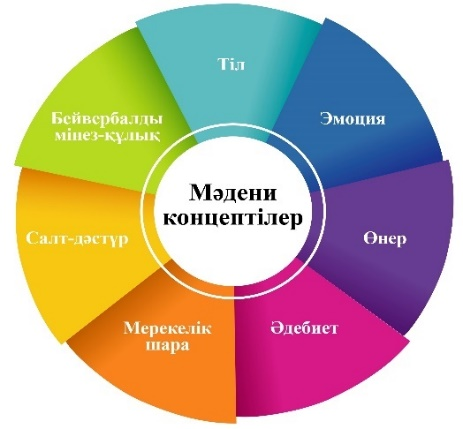 Тіл
Эмоция
Өнер
Әдебиет
Мерекелік
шара
Салт-дәстүр
Бейвербалды
мінез-құлық
Мәдени
концептілер